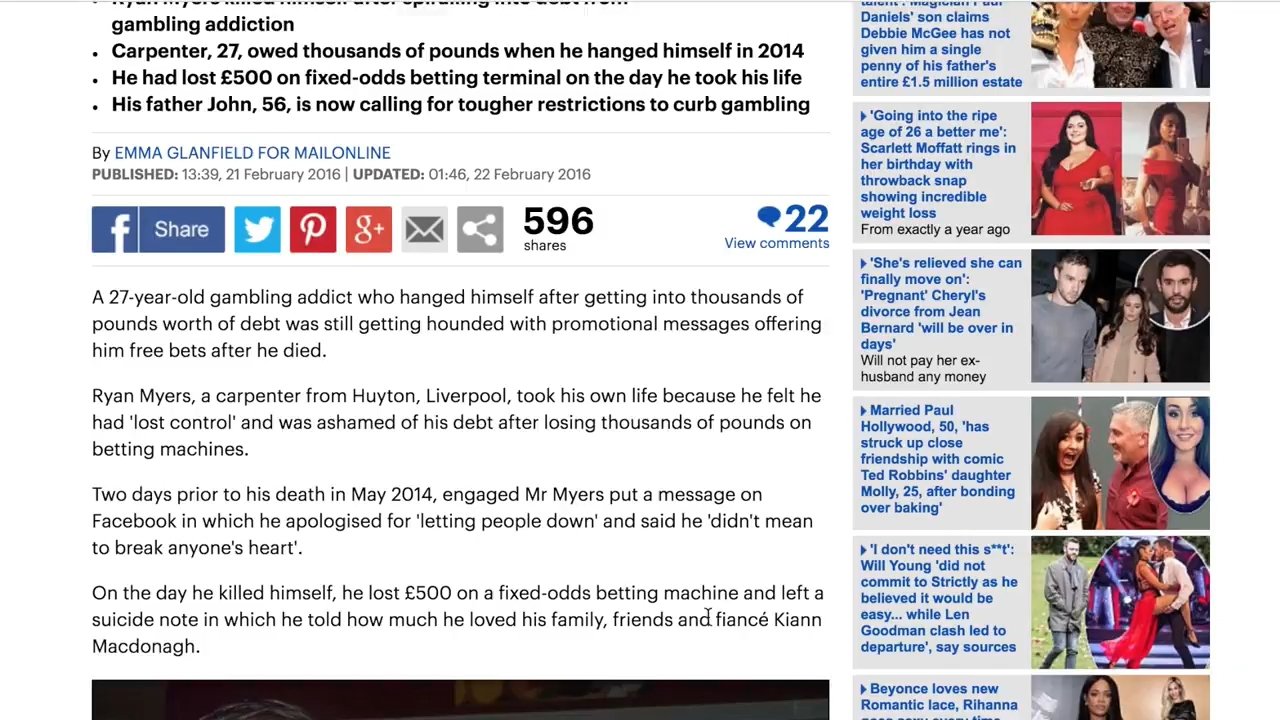 gambling addiction
Carpenter, 27, owed thousands of pounds when he hanged himself in 2014
He had lost £500 on fixed-odds betting terminal on the day he took his life
His father John, 56, is now calling for tougher restrictions to curb gambling
By EMMA GLANFIELD FOR MAILONLINE
PUBLISHED: 13:39, 21 February 2016 | UPDATED: 01:46, 22 February 2016
Share
596
shares
22
View comments
A 27-year-old gambling addict who hanged himself after getting into thousands of
pounds worth of debt was still getting hounded with promotional messages offering
him free bets after he died.
Ryan Myers, a carpenter from Huyton, Liverpool, took his own life because he felt he
had 'lost control' and was ashamed of his debt after losing thousands of pounds on
betting machines.
Two days prior to his death in May 2014, engaged Mr Myers put a message on
Facebook in which he apologised for 'letting people down' and said he 'didn't mean
to break anyone's heart'.
On the day he killed himself, he lost £500 on a fixed-odds betting machine and left a
suicide note in which he told how much he loved his family, friends and fiancé Kiann
Macdonagh.
Daniels' son claims
Debbie McGee has not
given him a single
penny of his father's
entire £1.5 million estate
'Going into the ripe
age of 26 a better me':
Scarlett Moffatt rings in
her birthday with
throwback snap
showing incredible
weight loss
From exactly a year ago
'She's relieved she can
finally move on':
'Pregnant' Cheryl's
divorce from Jean
Bernard 'will be over in
days'
Will not pay her ex-
husband any money
Married Paul
Hollywood, 50, 'has
struck up close
friendship with comic
Ted Robbins' daughter
Molly, 25, after bonding
over baking'
'I don't need this s**t':
Will Young 'did not
commit to Strictly as he
believed it would be
easy... while Len
Goodman clash led to
departure', say sources
Beyonce loves new
Romantic lace, Rihanna